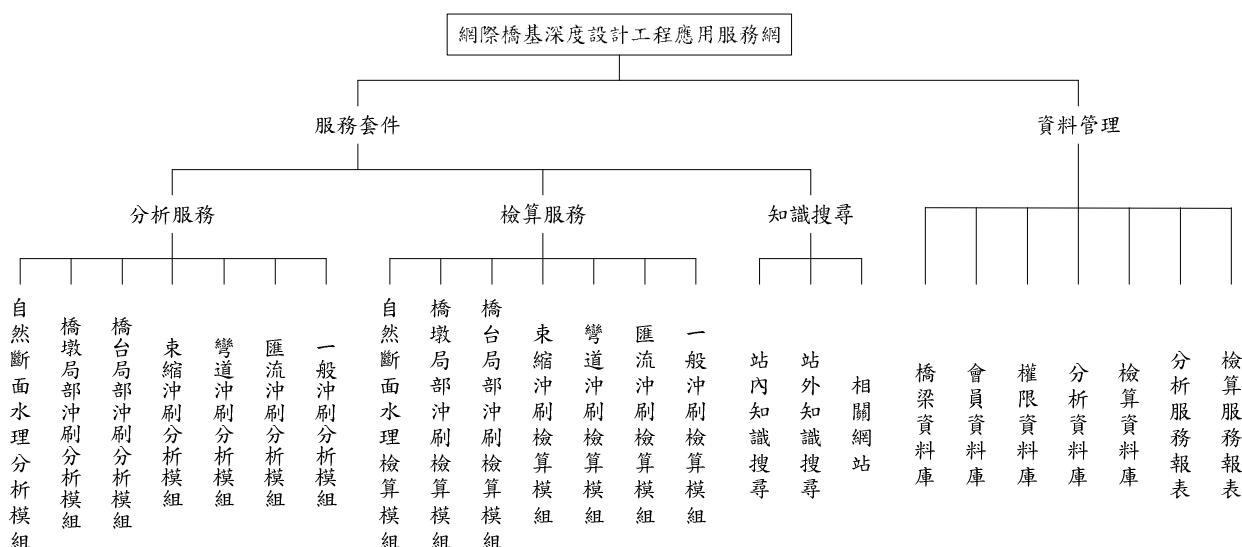 網際橋基深度設計工程應用服務網
服務套件
資料管理
分析服務
檢算服務
知識搜尋
自然斷面水理分析模組
橋墩局部沖刷分析模組
橋台局部沖刷分析模組
束縮沖刷分析模組
彎道沖刷分析模組
匯流沖刷分析模組
一般沖刷分析模組
自然斷面水理檢算模組
橋墩局部沖刷檢算模組
橋台局部沖刷檢算模組
束縮沖刷檢算模組
彎道沖刷檢算模組
匯流沖刷檢算模組
一般沖刷檢算模組
站內知識搜尋
站外知識搜尋
相關網站
橋梁資料庫
會員資料庫
權限資料庫
分析資料庫
檢算資料庫
分析服務報表
檢算服務報表